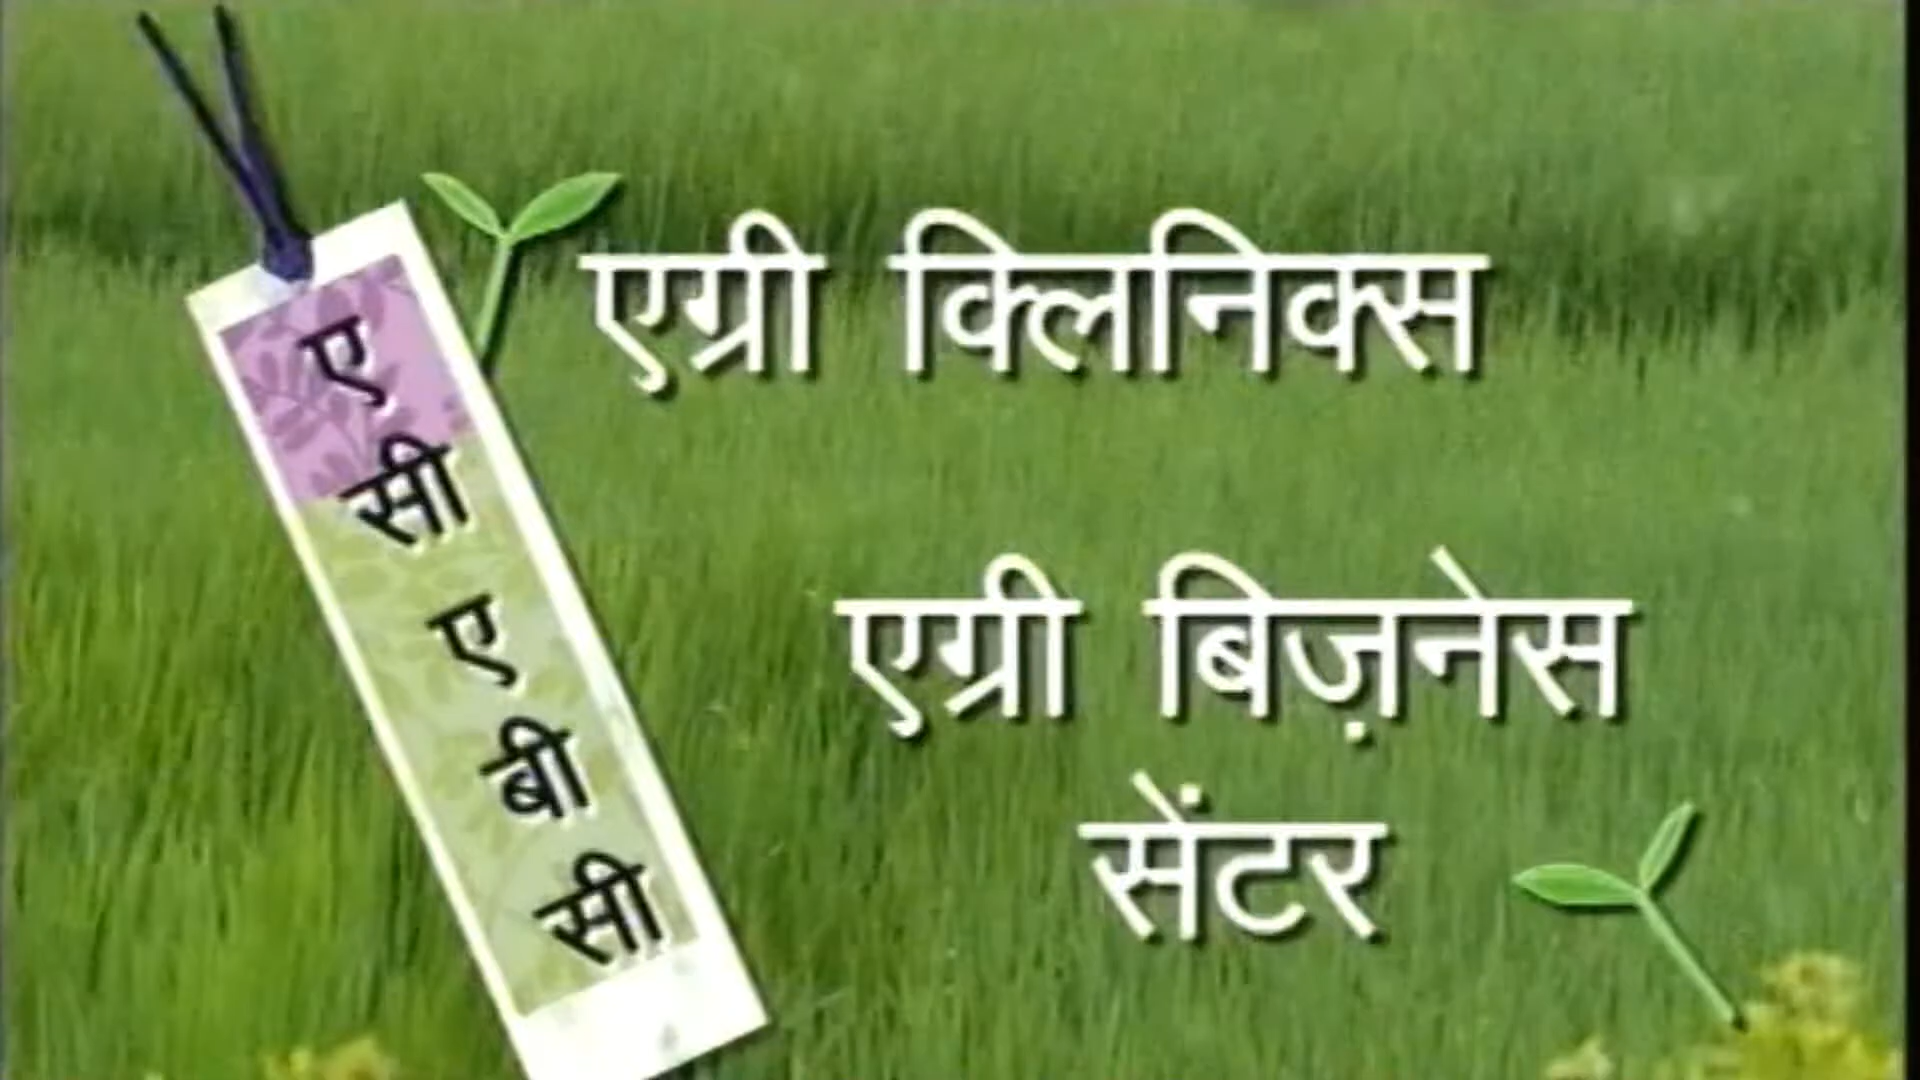 ए
सी
ए
बी
सी
एग्री क्लिनिक्स
एग्री बिज़नेस
सेंटर